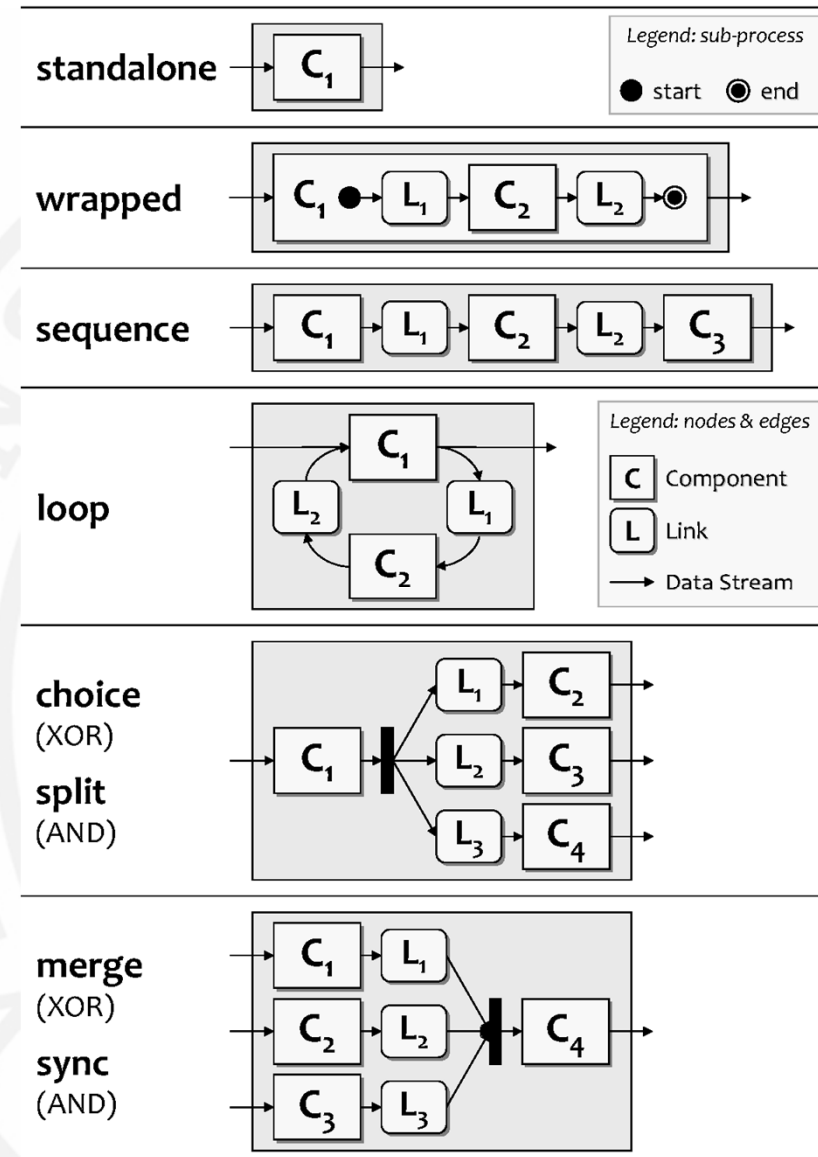 standalone
C₁
Legend: sub-process
start end
wrapped
C₁ L₁ C₂ L₂
sequence
C₁ L₁ C₂ L₂ C₃
loop
C₁
L₂ L₁
C₂
Legend: nodes & edges
C Component
L Link
Data Stream
choice
(XOR)
split
(AND)
L₁ C₂
C₁ L₂ C₃
L₃ C₄
merge
(XOR)
sync
(AND)
C₁ L₁
C₂ L₂ C₄
C₃ L₃